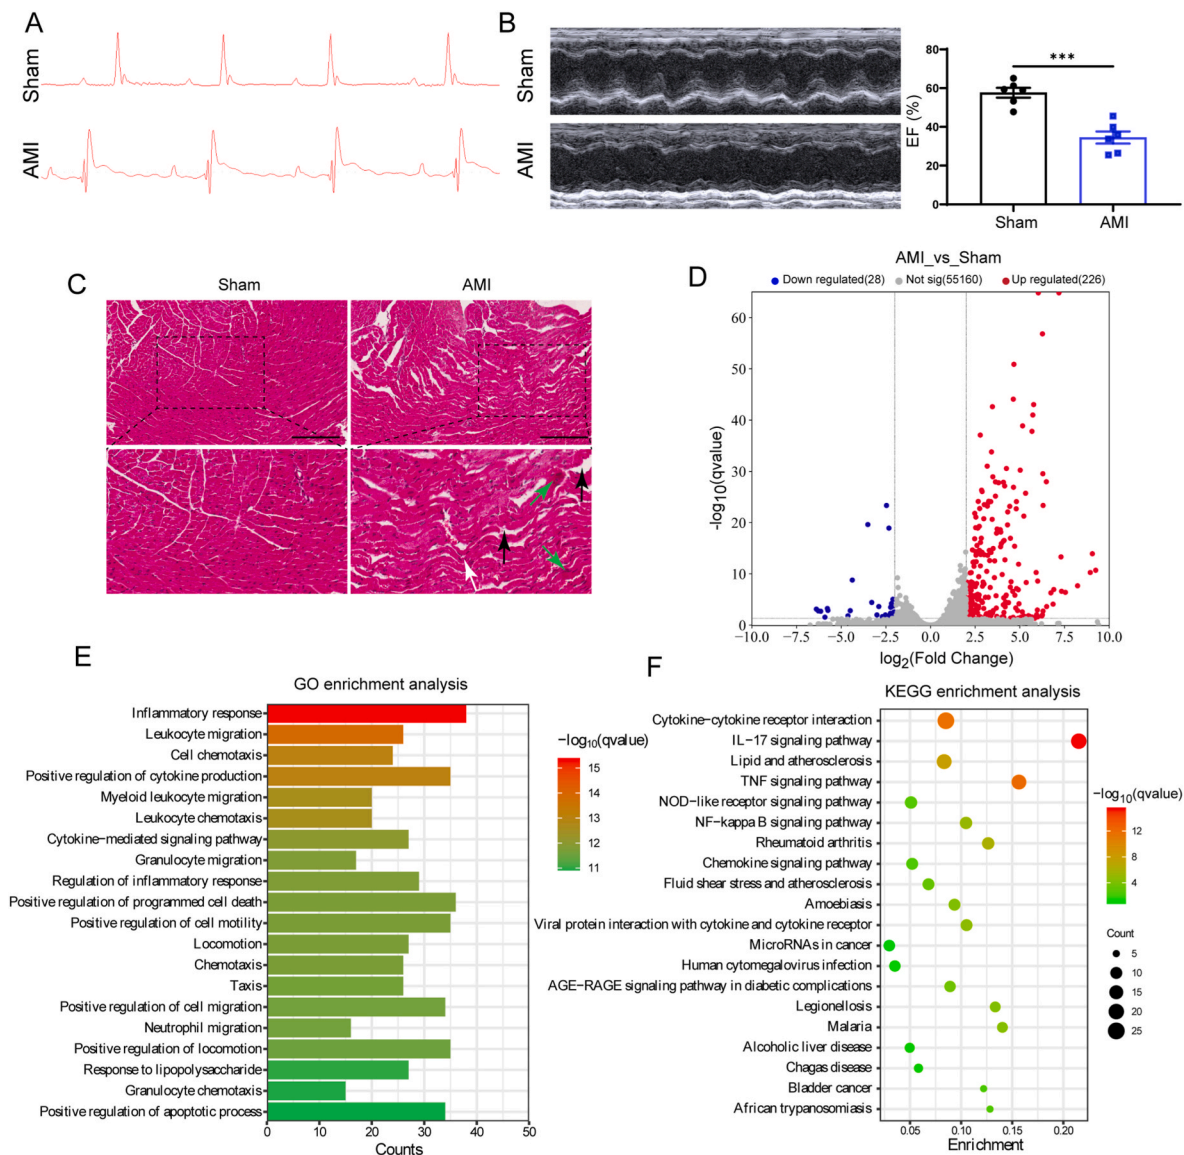 A
Sham
AMI
B
Sham
AMI
EF (%)
80
60
40
20
0
***
Sham
AMI
C
Sham
AMI
D
AMI_vs_Sham
Down regulated(28)
Not sig(55160)
Up regulated(226)
-log10(qvalue)
60
50
40
30
20
10
0
−10.0
−7.5
−5.0
−2.5
0.0
2.5
5.0
7.5
10.0
log2(Fold Change)
E
GO enrichment analysis
Inflammatory response
Leukocyte migration
Cell chemotaxis
Positive regulation of cytokine production
Myeloid leukocyte migration
Leukocyte chemotaxis
Cytokine-mediated signaling pathway
Granulocyte migration
Regulation of inflammatory response
Positive regulation of programmed cell death
Positive regulation of cell motility
Locomotion
Chemotaxis
Taxis
Positive regulation of cell migration
Neutrophil migration
Positive regulation of locomotion
Response to lipopolysaccharide
Granulocyte chemotaxis
Positive regulation of apoptotic process
0
10
20
30
40
50
Counts
−log10(qvalue)
15
14
13
12
11
F
KEGG enrichment analysis
Cytokine−cytokine receptor interaction
IL−17 signaling pathway
Lipid and atherosclerosis
TNF signaling pathway
NOD−like receptor signaling pathway
NF−kappa B signaling pathway
Rheumatoid arthritis
Chemokine signaling pathway
Fluid shear stress and atherosclerosis
Amoebiasis
Viral protein interaction with cytokine and cytokine receptor
MicroRNAs in cancer
Human cytomegalovirus infection
AGE−RAGE signaling pathway in diabetic complications
Legionellosis
Malaria
Alcoholic liver disease
Chagas disease
Bladder cancer
African trypanosomiasis
0.05
0.10
0.15
0.20
Enrichment
−log10(qvalue)
12
8
4
Count
5
10
15
20
25